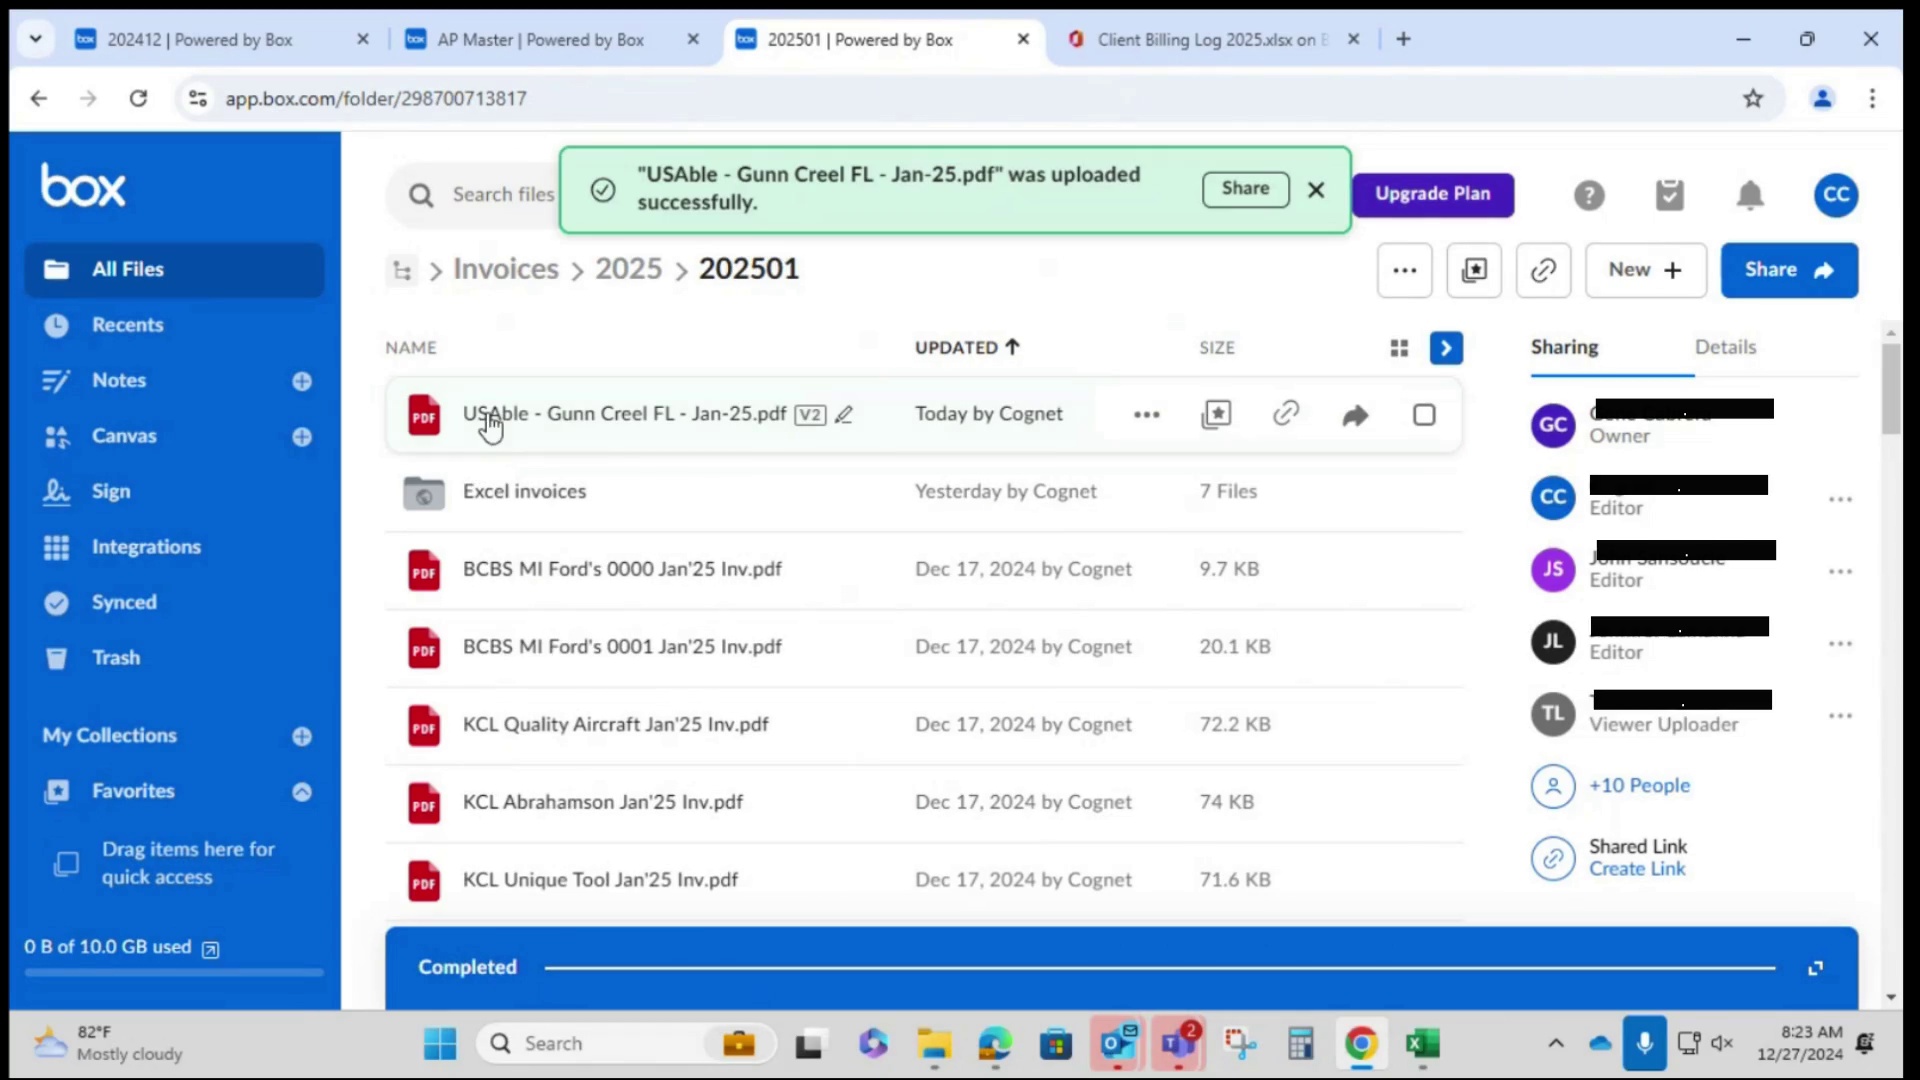 202412 | Powered by Box
AP Master | Powered by Box
202501 | Powered by Box
Client Billing Log 2025.xlsx on B
app.box.com/folder/298700713817
box
Search files
"USAble - Gunn Creel FL - Jan-25.pdf" was uploaded
successfully.
Share
Upgrade Plan
CC
All Files
Recents
Notes
Canvas
Sign
Integrations
Synced
Trash
My Collections
Favorites
Drag items here for
quick access
0 B of 10.0 GB used
Invoices > 2025 > 202501
New +
Share
NAME UPDATED SIZE
PDF USAble - Gunn Creel FL - Jan-25.pdf V2 Today by Cognet
Excel invoices Yesterday by Cognet 7 Files
PDF BCBS MI Ford's 0000 Jan'25 Inv.pdf Dec 17, 2024 by Cognet 9.7 KB
PDF BCBS MI Ford's 0001 Jan'25 Inv.pdf Dec 17, 2024 by Cognet 20.1 KB
PDF KCL Quality Aircraft Jan'25 Inv.pdf Dec 17, 2024 by Cognet 72.2 KB
PDF KCL Abrahamson Jan'25 Inv.pdf Dec 17, 2024 by Cognet 74 KB
PDF KCL Unique Tool Jan'25 Inv.pdf Dec 17, 2024 by Cognet 71.6 KB
Sharing Details
GC
Owner
CC
Editor
JS
Editor
JL
Editor
TL
Viewer Uploader
+10 People
Shared Link
Create Link
Completed
82°F
Mostly cloudy
Search
2
8:23 AM
12/27/2024